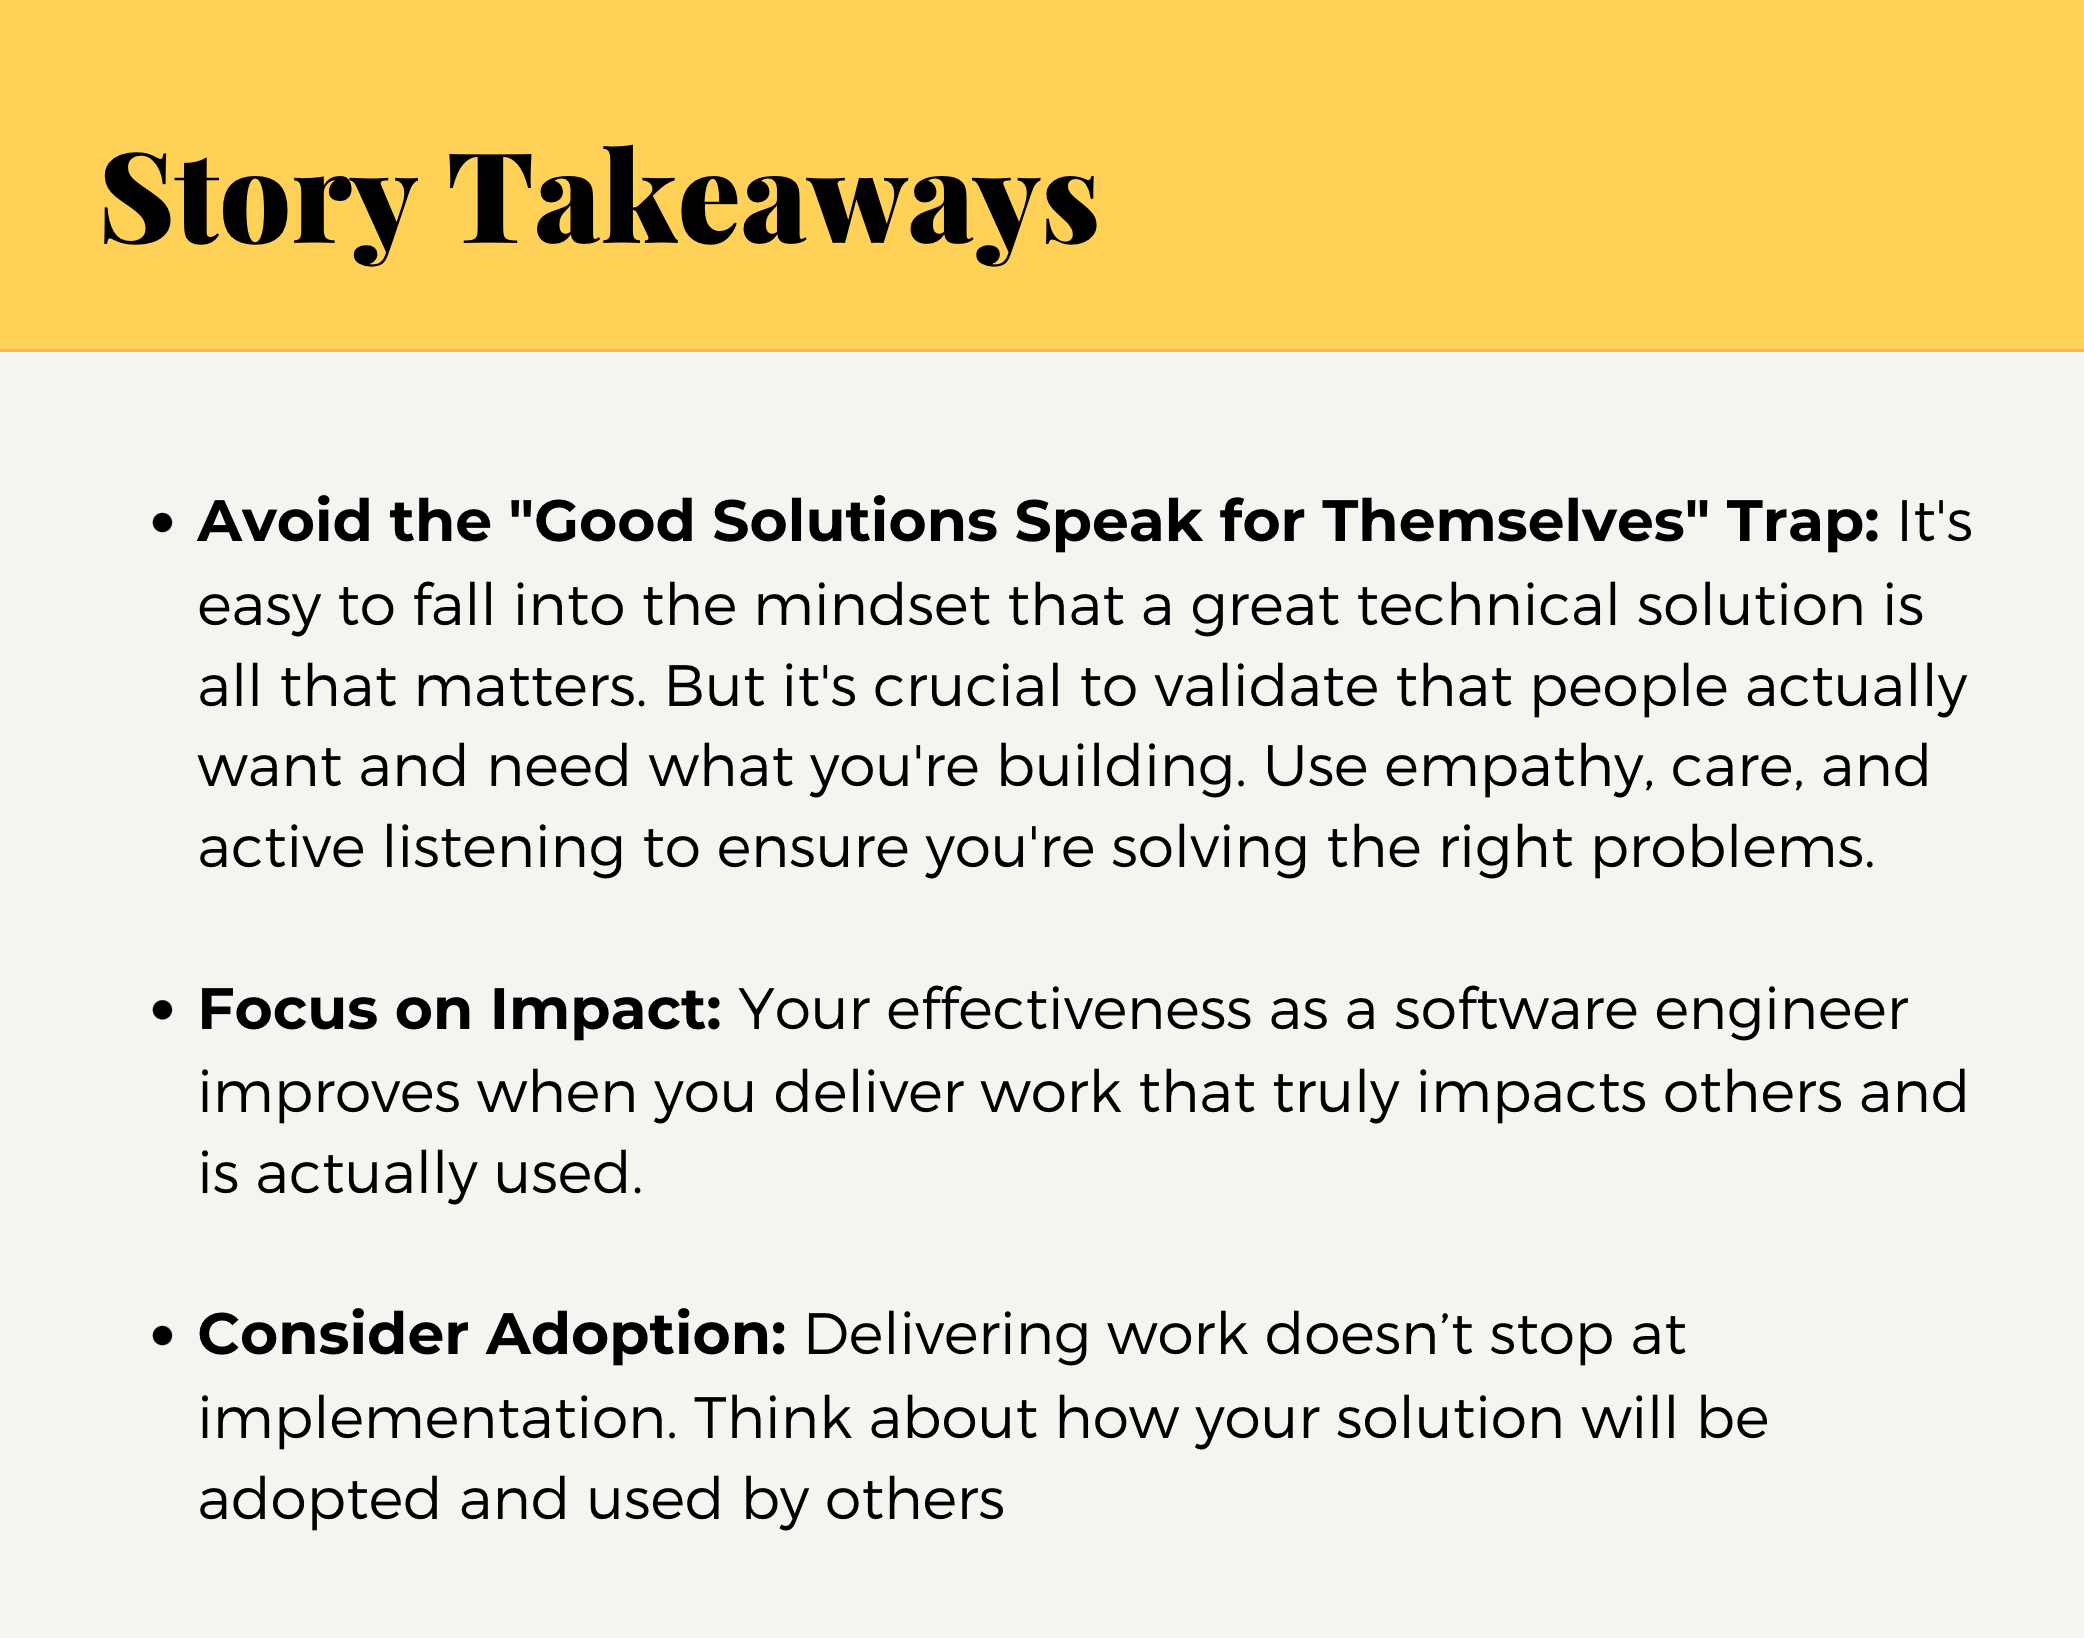 Story Takeaways
• Avoid the "Good Solutions Speak for Themselves" Trap: It's
easy to fall into the mindset that a great technical solution is
all that matters. But it's crucial to validate that people actually
want and need what you're building. Use empathy, care, and
active listening to ensure you're solving the right problems.
• Focus on Impact: Your effectiveness as a software engineer
improves when you deliver work that truly impacts others and
is actually used.
• Consider Adoption: Delivering work doesn’t stop at
implementation. Think about how your solution will be
adopted and used by others